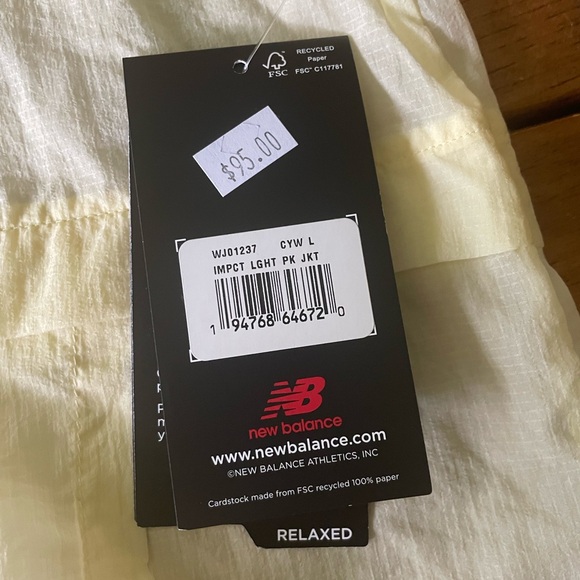 RECYCLED
Paper
FSC
FSC® C117781
$95.00
WJ01237 CYW L
IMPCT LGHT PK JKT
1 94768 64672 0
NB
new balance
www.newbalance.com
©NEW BALANCE ATHLETICS, INC
Cardstock made from FSC recycled 100% paper
RELAXED